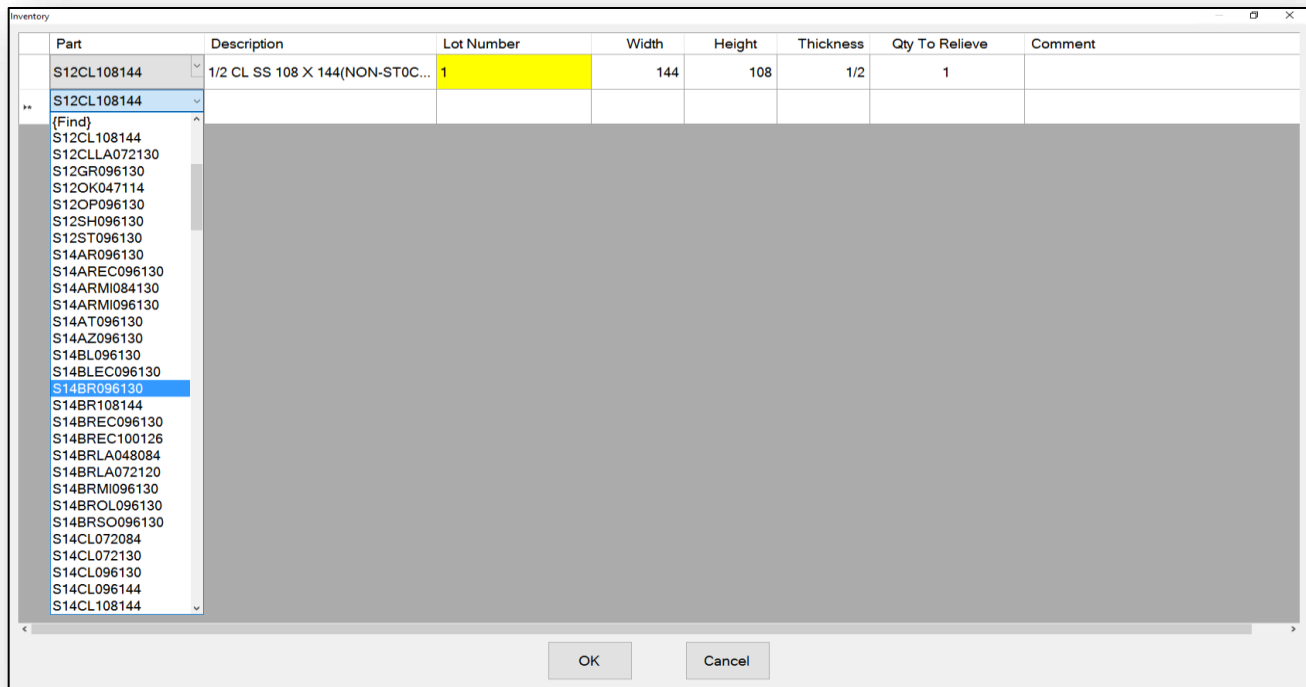 Inventory
Part Description Lot Number Width Height Thickness Qty To Relieve Comment
S12CL108144 1/2 CL SS 108 X 144(NON-ST0C... 1 144 108 1/2 1
S12CL108144
{Find}
S12CL108144
S12CLLA072130
S12GR096130
S12OK047114
S12OP096130
S12SH096130
S12ST096130
S14AR096130
S14AREC096130
S14ARMI084130
S14ARMI096130
S14AT096130
S14AZ096130
S14BL096130
S14BLEC096130
S14BR096130
S14BR108144
S14BREC096130
S14BREC100126
S14BRLA048084
S14BRLA072120
S14BRMI096130
S14BROL096130
S14BRSO096130
S14CL072084
S14CL072130
S14CL096130
S14CL096144
S14CL108144
OK Cancel